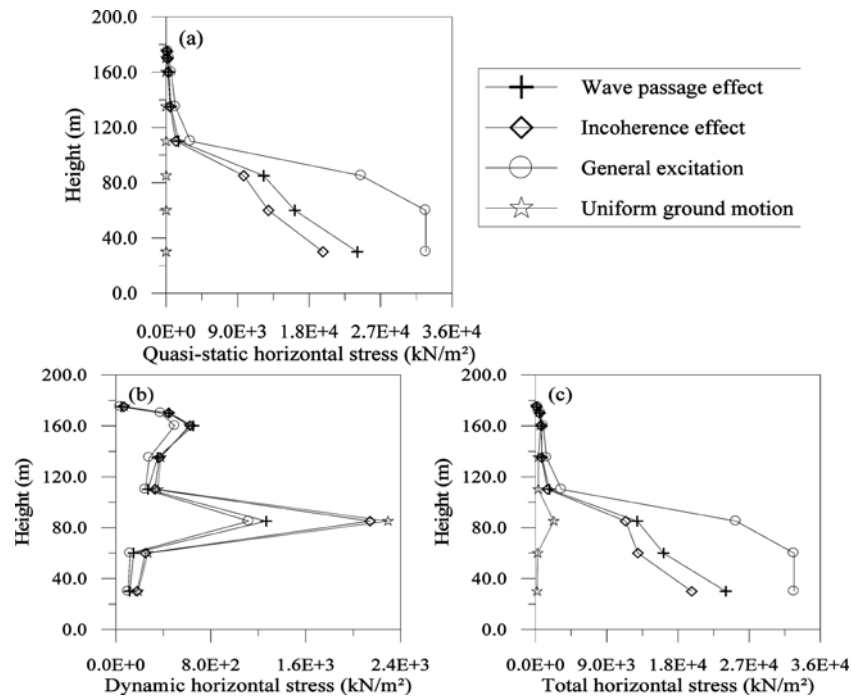 (a)
Height (m)
200.0
160.0
120.0
80.0
40.0
0.0
0.0E+0 9.0E+3 1.8E+4 2.7E+4 3.6E+4
Quasi-static horizontal stress (kN/m²)
Wave passage effect
Incoherence effect
General excitation
Uniform ground motion
(b)
Height (m)
200.0
160.0
120.0
80.0
40.0
0.0
0.0E+0 8.0E+2 1.6E+3 2.4E+3
Dynamic horizontal stress (kN/m²)
(c)
Height (m)
200.0
160.0
120.0
80.0
40.0
0.0
0.0E+0 9.0E+3 1.8E+4 2.7E+4 3.6E+4
Total horizontal stress (kN/m²)